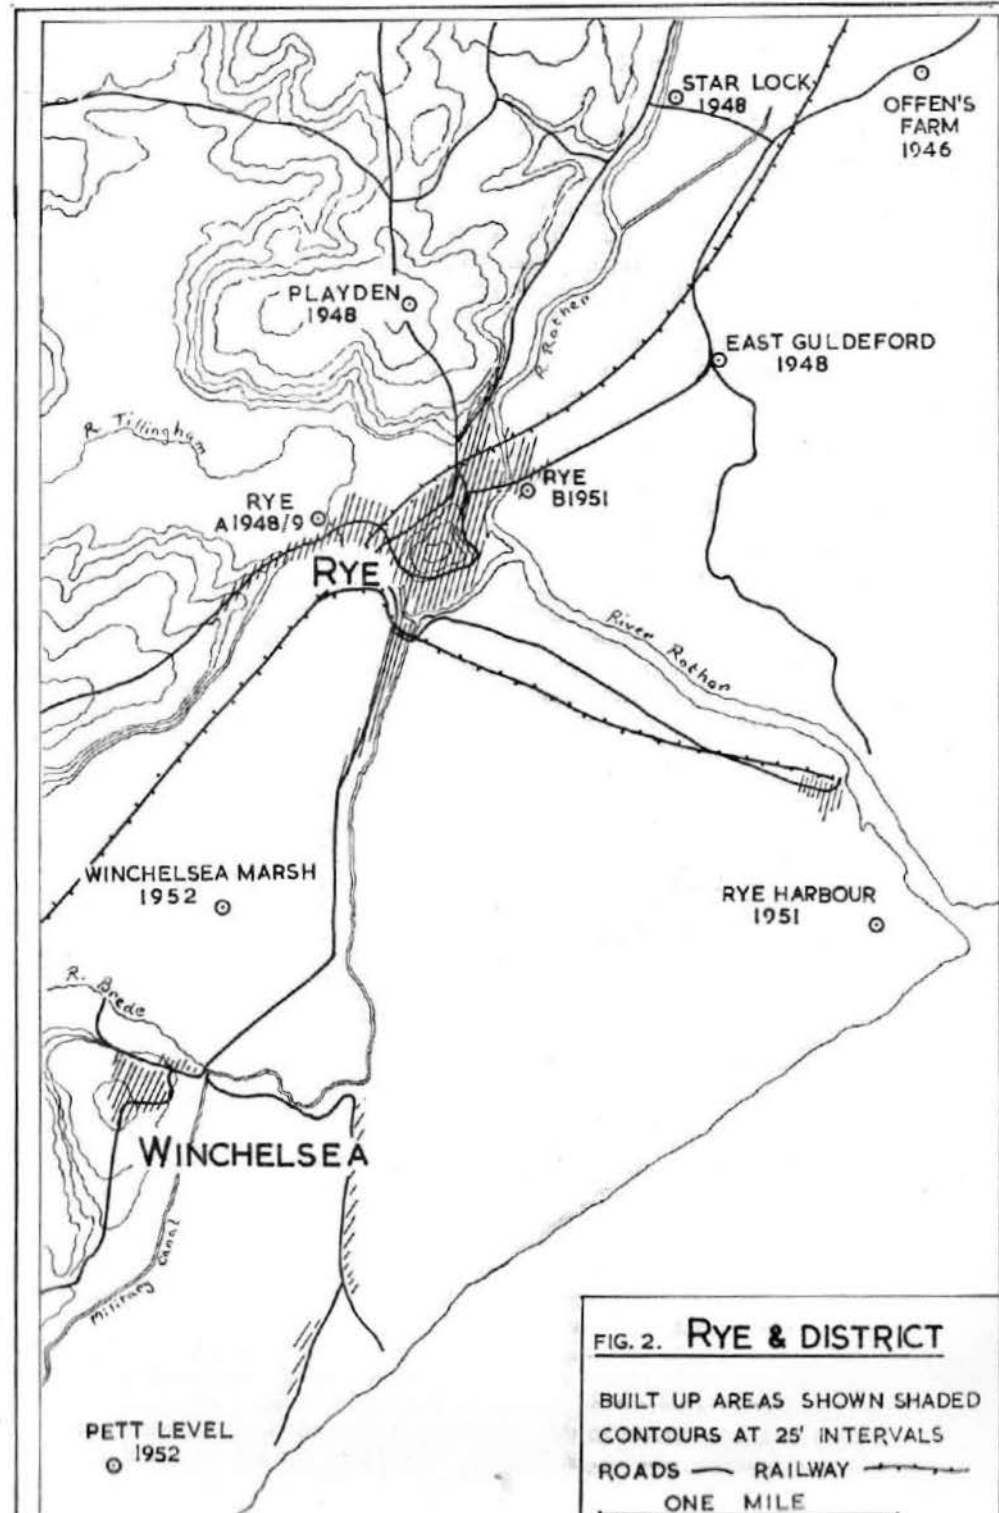 STAR LOCK
1948
OFFEN'S
FARM
1946
PLAYDEN
1948
R. Rother
EAST GULDEFORD
1948
R. Tillingham
RYE
A 1948/9
RYE
B1951
RYE
River Rother
WINCHELSEA MARSH
1952
RYE HARBOUR
1951
R. Brede
WINCHELSEA
Military Canal
PETT LEVEL
1952
FIG. 2. RYE & DISTRICT
BUILT UP AREAS SHOWN SHADED
CONTOURS AT 25' INTERVALS
ROADS RAILWAY
ONE MILE